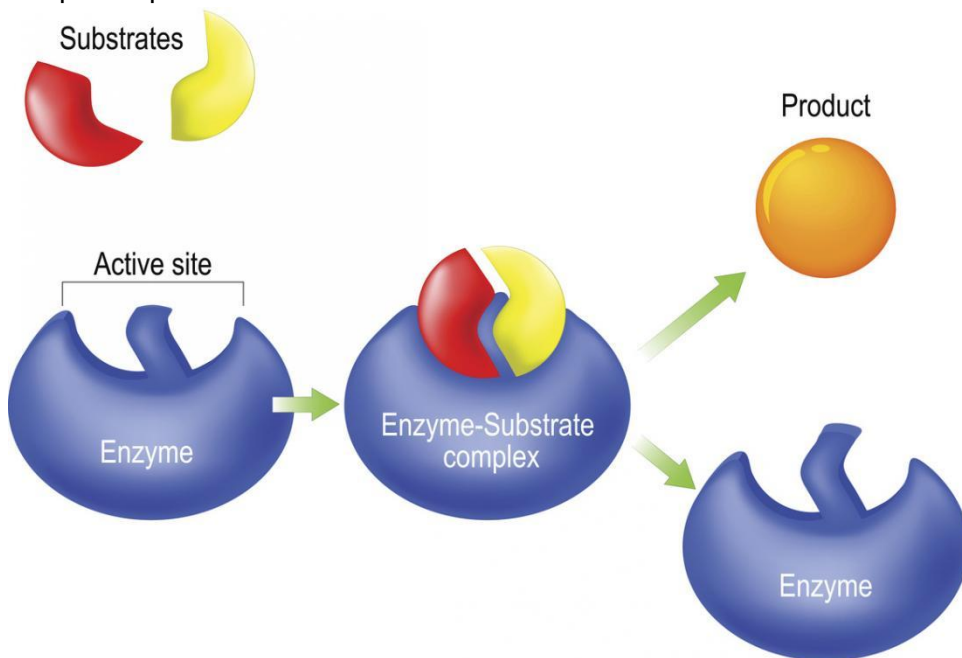 Substrates
Product
Active site
Enzyme
Enzyme-Substrate
complex
Enzyme